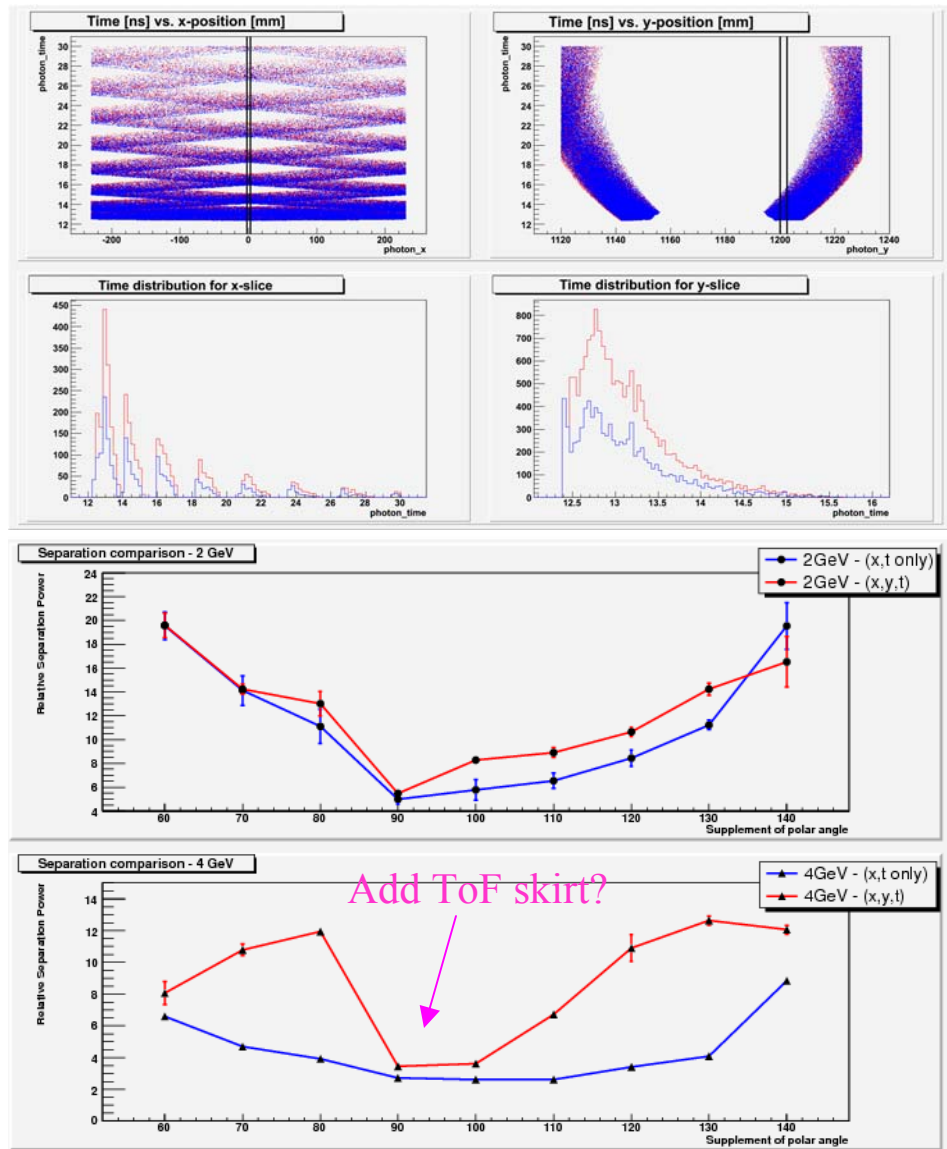 Time [ns] vs. x-position [mm]
photon_time
30
28
26
24
22
20
18
16
14
12
-200 -100 0 100 200
photon_x
Time [ns] vs. y-position [mm]
photon_time
30
28
26
24
22
20
18
16
14
12
1120 1140 1160 1180 1200 1220 1240
photon_y
Time distribution for x-slice
450
400
350
300
250
200
150
100
50
0
12 14 16 18 20 22 24 26 28 30
photon_time
Time distribution for y-slice
800
700
600
500
400
300
200
100
0
12.5 13 13.5 14 14.5 15 15.5 16
photon_time
Separation comparison - 2 GeV
2GeV - (x,t only)
2GeV - (x,y,t)
Relative Separation Power
24
22
20
18
16
14
12
10
8
6
4
60 70 80 90 100 110 120 130 140
Supplement of polar angle
Separation comparison - 4 GeV
4GeV - (x,t only)
4GeV - (x,y,t)
Add ToF skirt?
Relative Separation Power
14
12
10
8
6
4
2
0
60 70 80 90 100 110 120 130 140
Supplement of polar angle